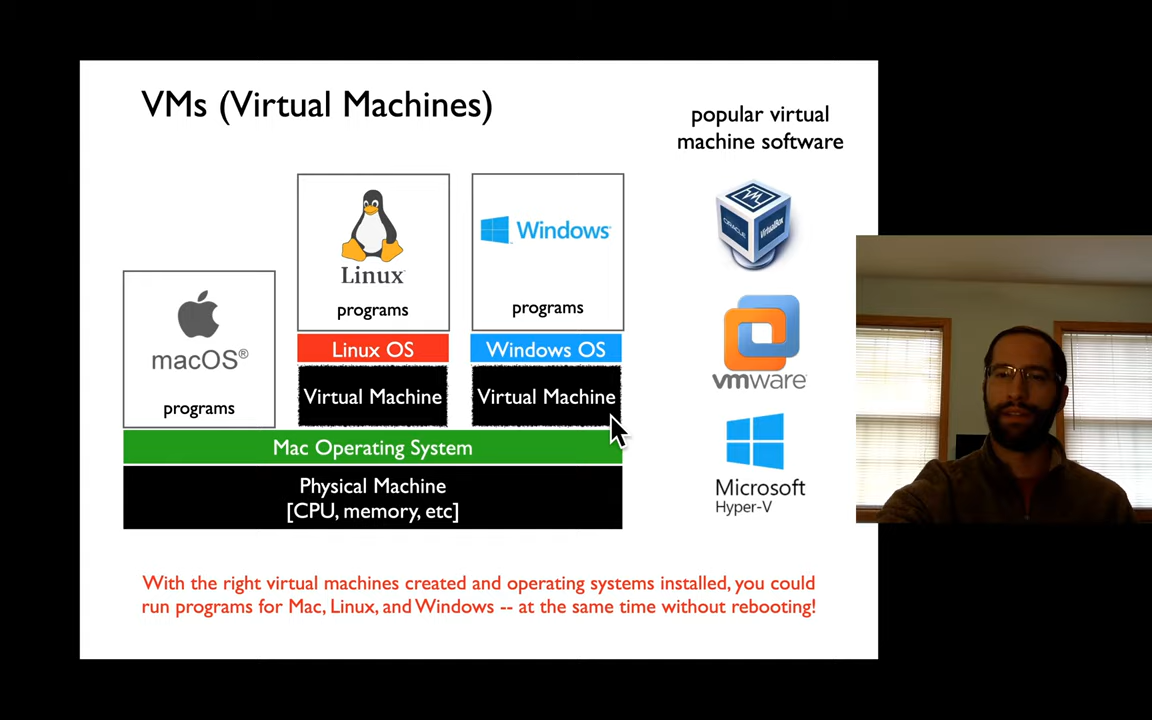 VMs (Virtual Machines)
popular virtual
machine software
macOS®
programs
Linux
programs
Windows
programs
Linux OS
Windows OS
Virtual Machine
Virtual Machine
Mac Operating System
Physical Machine
[CPU, memory, etc]
VM
ORACLE
VirtualBox
vmware
Microsoft
Hyper-V
With the right virtual machines created and operating systems installed, you could
run programs for Mac, Linux, and Windows -- at the same time without rebooting!